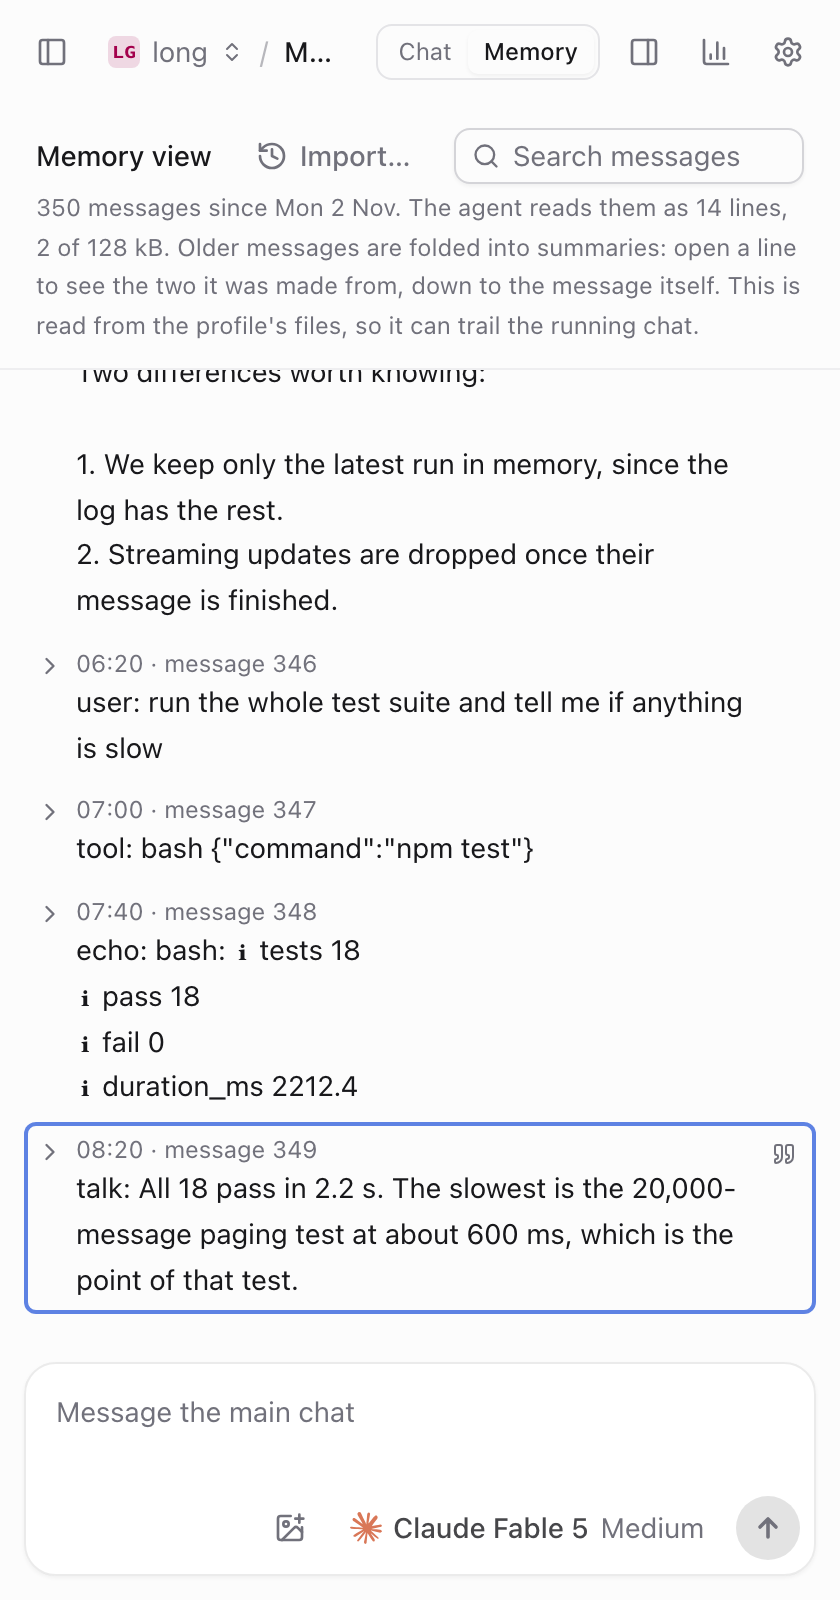 LG long / M...
Chat Memory
Memory view Import... Search messages
350 messages since Mon 2 Nov. The agent reads them as 14 lines,
2 of 128 kB. Older messages are folded into summaries: open a line
to see the two it was made from, down to the message itself. This is
read from the profile's files, so it can trail the running chat.
Two differences worth knowing:
1. We keep only the latest run in memory, since the
log has the rest.
2. Streaming updates are dropped once their
message is finished.
06:20 · message 346
user: run the whole test suite and tell me if anything
is slow
07:00 · message 347
tool: bash {"command":"npm test"}
07:40 · message 348
echo: bash: ℹ tests 18
ℹ pass 18
ℹ fail 0
ℹ duration_ms 2212.4
08:20 · message 349
talk: All 18 pass in 2.2 s. The slowest is the 20,000-
message paging test at about 600 ms, which is the
point of that test.
Message the main chat
Claude Fable 5 Medium